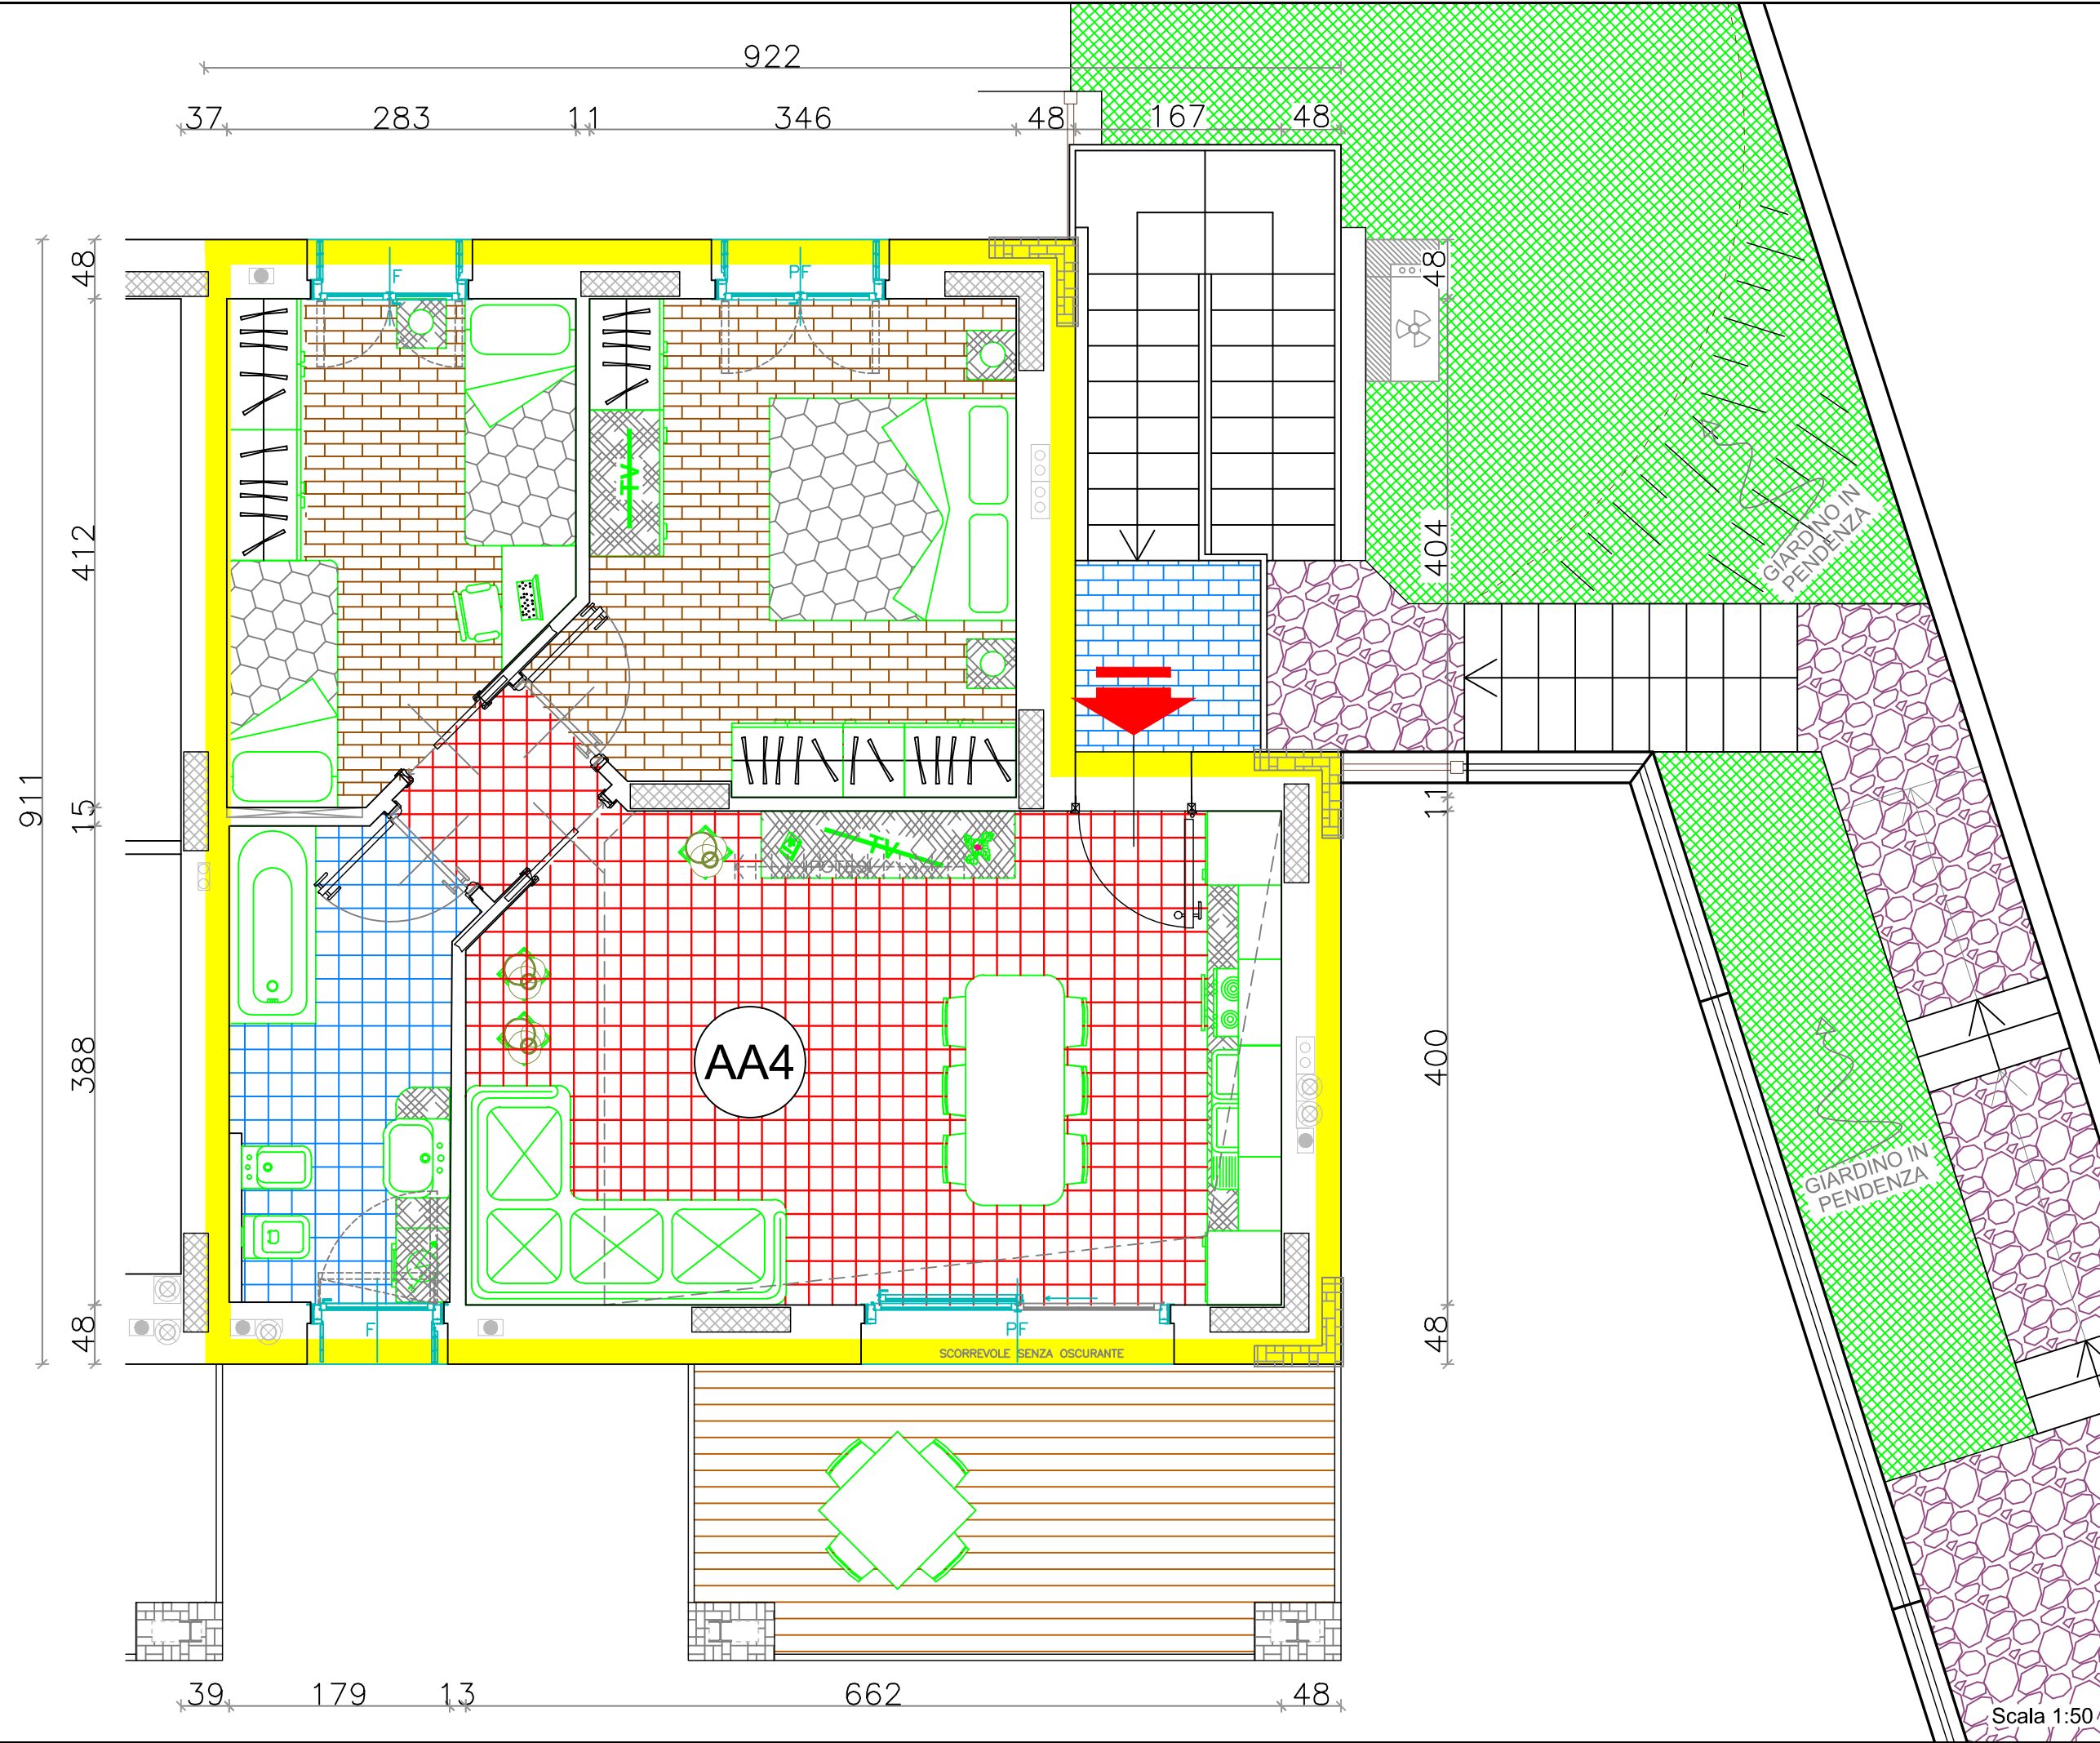 922
37 283 11 346 48 167 48
48
412
15
388
48
911
F
PF
TV
48
404
11
400
48
GIARDINO IN
PENDENZA
TV
AA4
GIARDINO IN
PENDENZA
F
PF
SCORREVOLE SENZA OSCURANTE
39 179 13 662 48
Scala 1:50